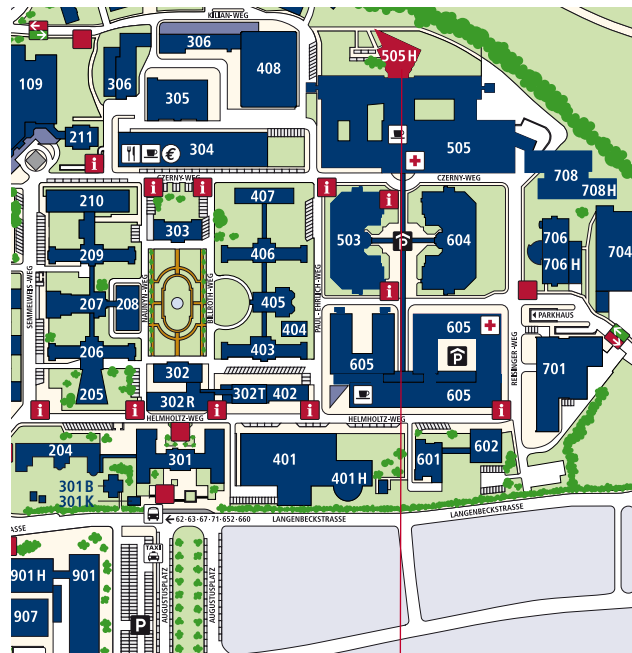 KILIAN-WEG
306
408
505 H
109
306
305
211
304
€
505
CZERNY-WEG
CZERNY-WEG
i
i
i
i
i
708
708 H
210
407
303
503
604
706
704
209
406
706 H
SEMMELWEIS-WEG
NAUNYN-WEG
BILLROTH-WEG
PAUL-EHRLICH-WEG
P
207
208
405
i
404
605
PARKHAUS
206
403
605
P
REISINGER-WEG
701
302
205
302 R
302 T
402
605
i
i
i
i
i
HELMHOLTZ-WEG
HELMHOLTZ-WEG
204
301
401
401 H
601
602
301 B
301 K
62-63-67-71-652-660
LANGENBECKSTRASSE
LANGENBECKSTRASSE
TAXI
901 H
901
907
P
AUGUSTUSPLATZ
AUGUSTUSPLATZ